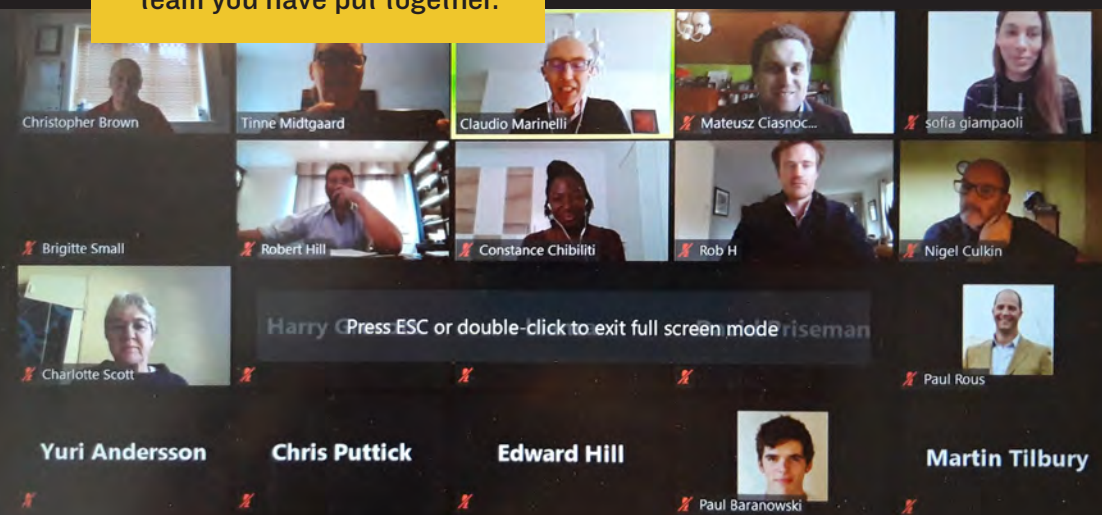 team you have put together.
Christopher Brown
Tinne Midtgaard
Claudio Marinelli
Mateusz Ciasnoc...
sofia giampaoli
Brigitte Small
Robert Hill
Constance Chibiliti
Rob H
Nigel Culkin
Charlotte Scott
Harry
Press ESC or double-click to exit full screen mode
Paul Rous
Yuri Andersson
Chris Puttick
Edward Hill
Paul Baranowski
Martin Tilbury